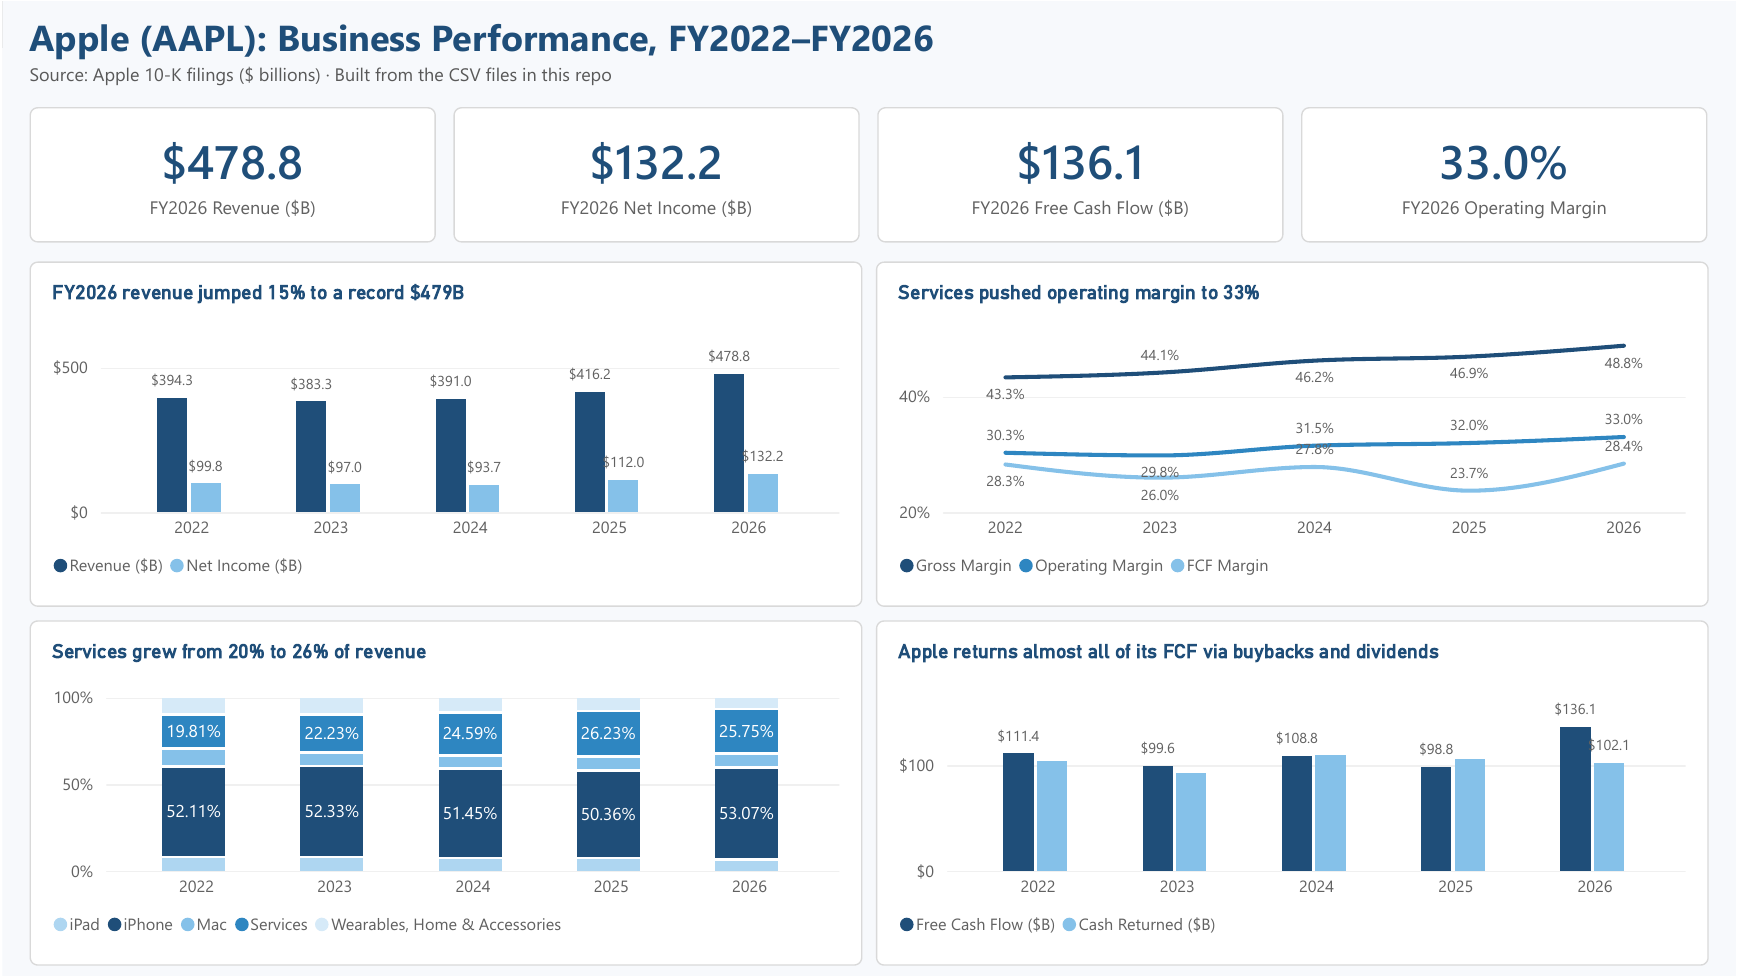 Apple (AAPL): Business Performance, FY2022–FY2026
Source: Apple 10-K filings ($ billions) · Built from the CSV files in this repo
$478.8
FY2026 Revenue ($B)
$132.2
FY2026 Net Income ($B)
$136.1
FY2026 Free Cash Flow ($B)
33.0%
FY2026 Operating Margin
FY2026 revenue jumped 15% to a record $479B
$500
$0
$394.3
$99.8
$383.3
$97.0
$391.0
$93.7
$416.2
$112.0
$478.8
$132.2
2022 2023 2024 2025 2026
Revenue ($B) Net Income ($B)
Services pushed operating margin to 33%
40%
20%
43.3% 44.1% 46.2% 46.9% 48.8%
30.3% 29.8% 31.5% 32.0% 33.0%
28.3% 26.0% 27.8% 23.7% 28.4%
2022 2023 2024 2025 2026
Gross Margin Operating Margin FCF Margin
Services grew from 20% to 26% of revenue
100%
50%
0%
19.81% 22.23% 24.59% 26.23% 25.75%
52.11% 52.33% 51.45% 50.36% 53.07%
2022 2023 2024 2025 2026
iPad iPhone Mac Services Wearables, Home & Accessories
Apple returns almost all of its FCF via buybacks and dividends
$100
$0
$111.4 $99.6 $108.8 $98.8 $136.1 $102.1
2022 2023 2024 2025 2026
Free Cash Flow ($B) Cash Returned ($B)